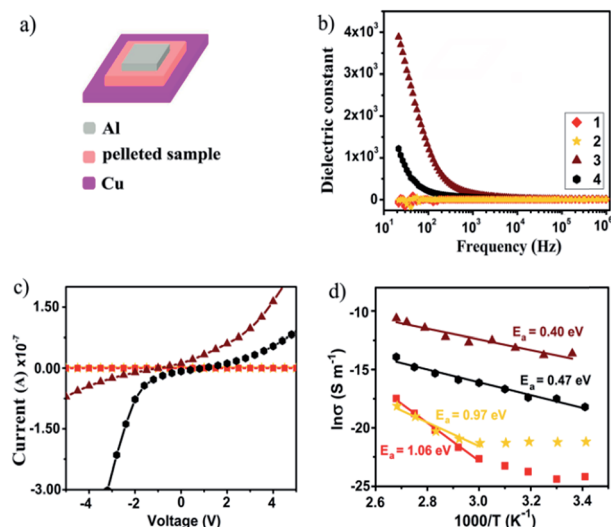 a)
Al
pelleted sample
Cu
b)
Dielectric constant
4x10³
3x10³
2x10³
1x10³
0
10¹ 10² 10³ 10⁴ 10⁵ 10⁶
Frequency (Hz)
1
2
3
4
c)
Current (A) x10⁻⁷
1.50
0.00
-1.50
-3.00
-4 -2 0 2 4
Voltage (V)
d)
lnσ (S m⁻¹)
-10
-15
-20
-25
Eₐ = 0.40 eV
Eₐ = 0.47 eV
Eₐ = 0.97 eV
Eₐ = 1.06 eV
2.6 2.8 3.0 3.2 3.4
1000/T (K⁻¹)